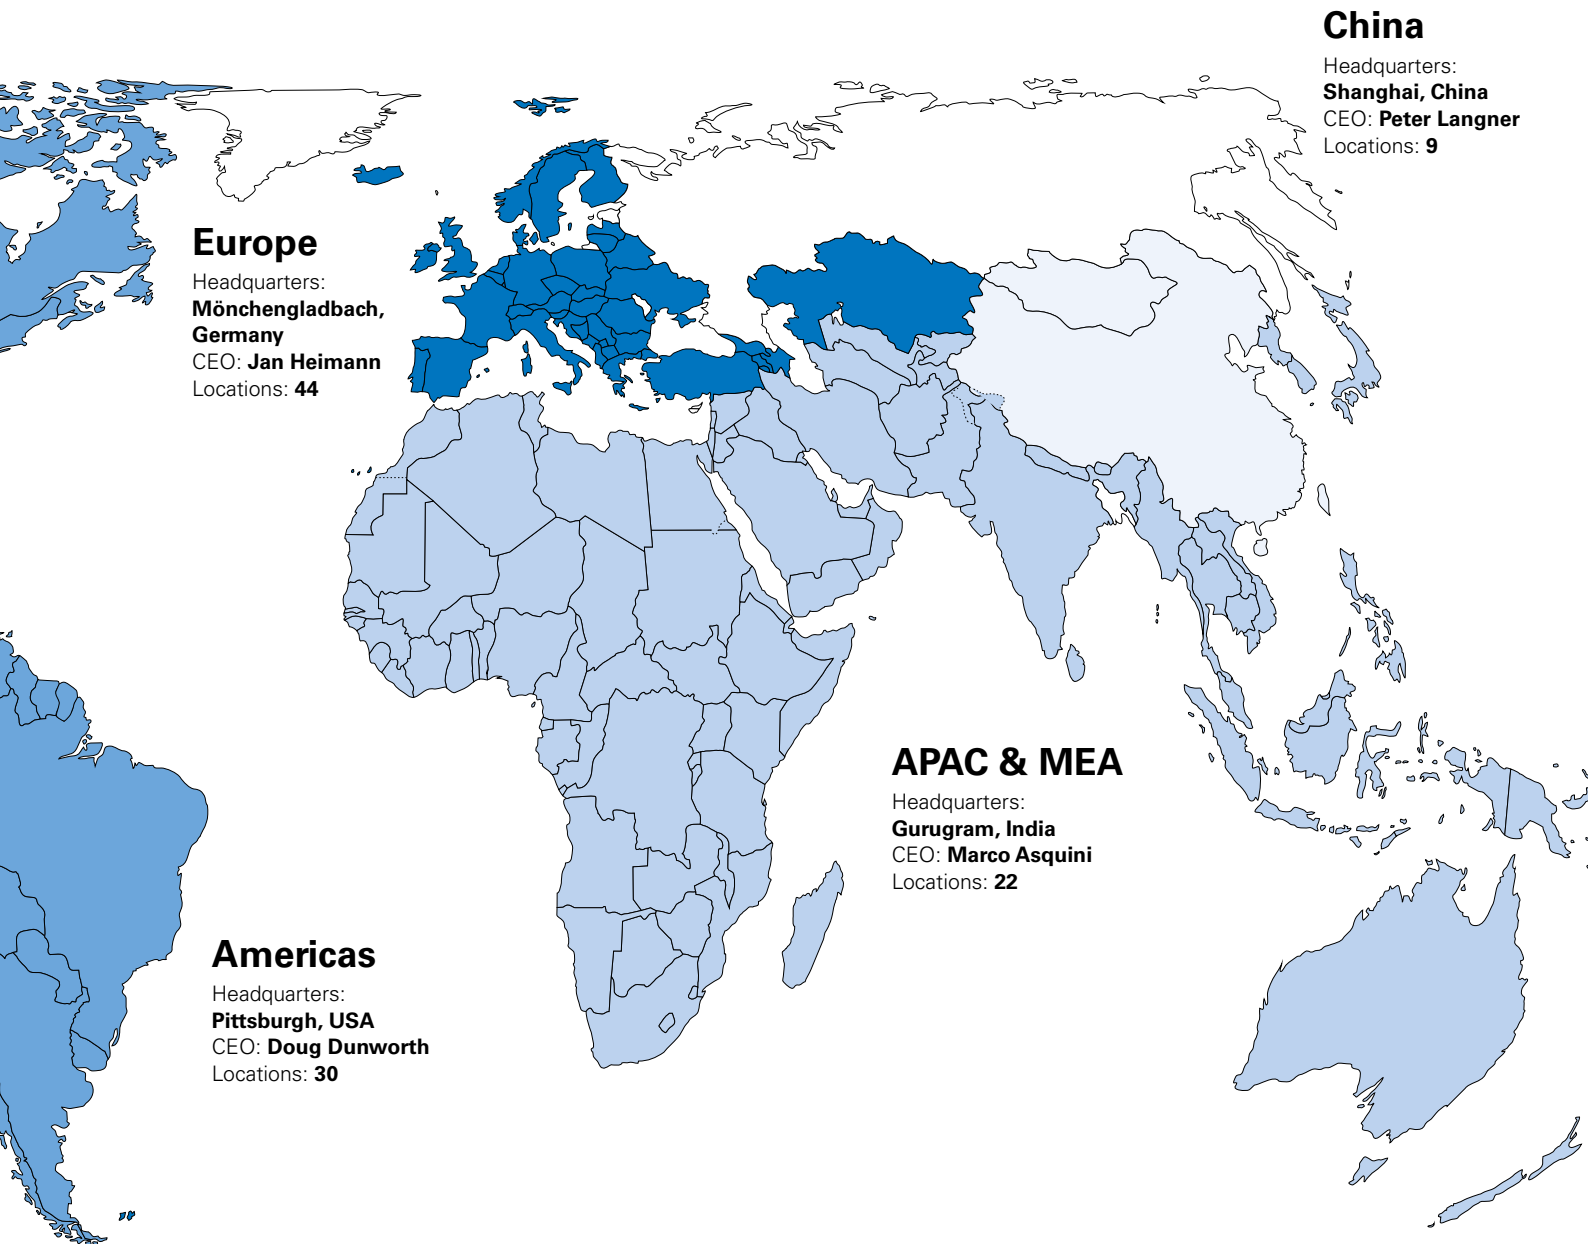 China
Headquarters:
Shanghai, China
CEO: Peter Langner
Locations: 9
Europe
Headquarters:
Mönchengladbach,
Germany
CEO: Jan Heimann
Locations: 44
APAC & MEA
Headquarters:
Gurugram, India
CEO: Marco Asquini
Locations: 22
Americas
Headquarters:
Pittsburgh, USA
CEO: Doug Dunworth
Locations: 30